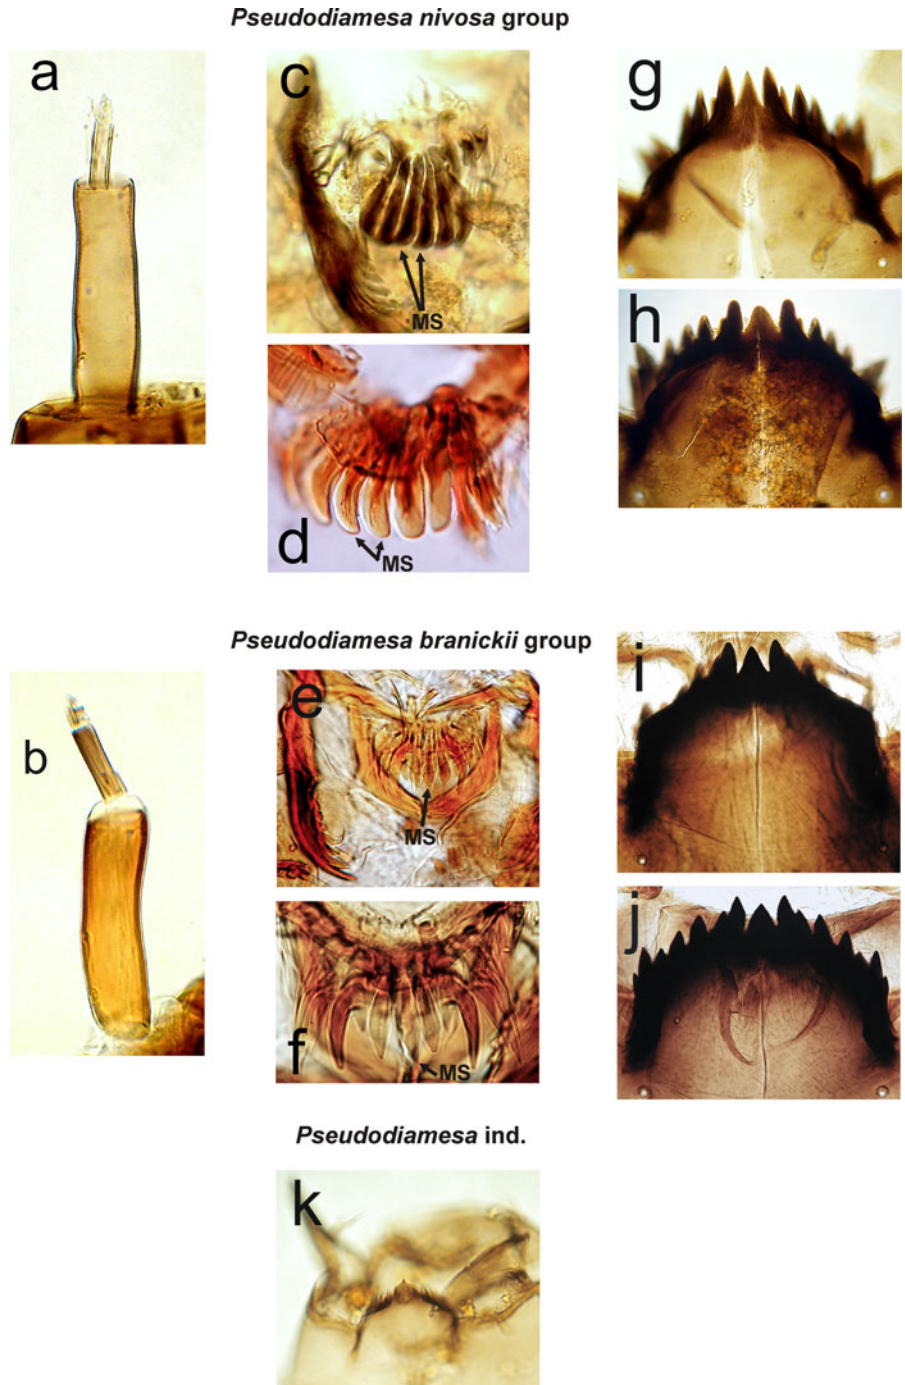 Pseudodiamesa nivosa group
a
c
MS
d
MS
g
h
Pseudodiamesa branickii group
b
e
MS
f
MS
i
j
Pseudodiamesa ind.
k